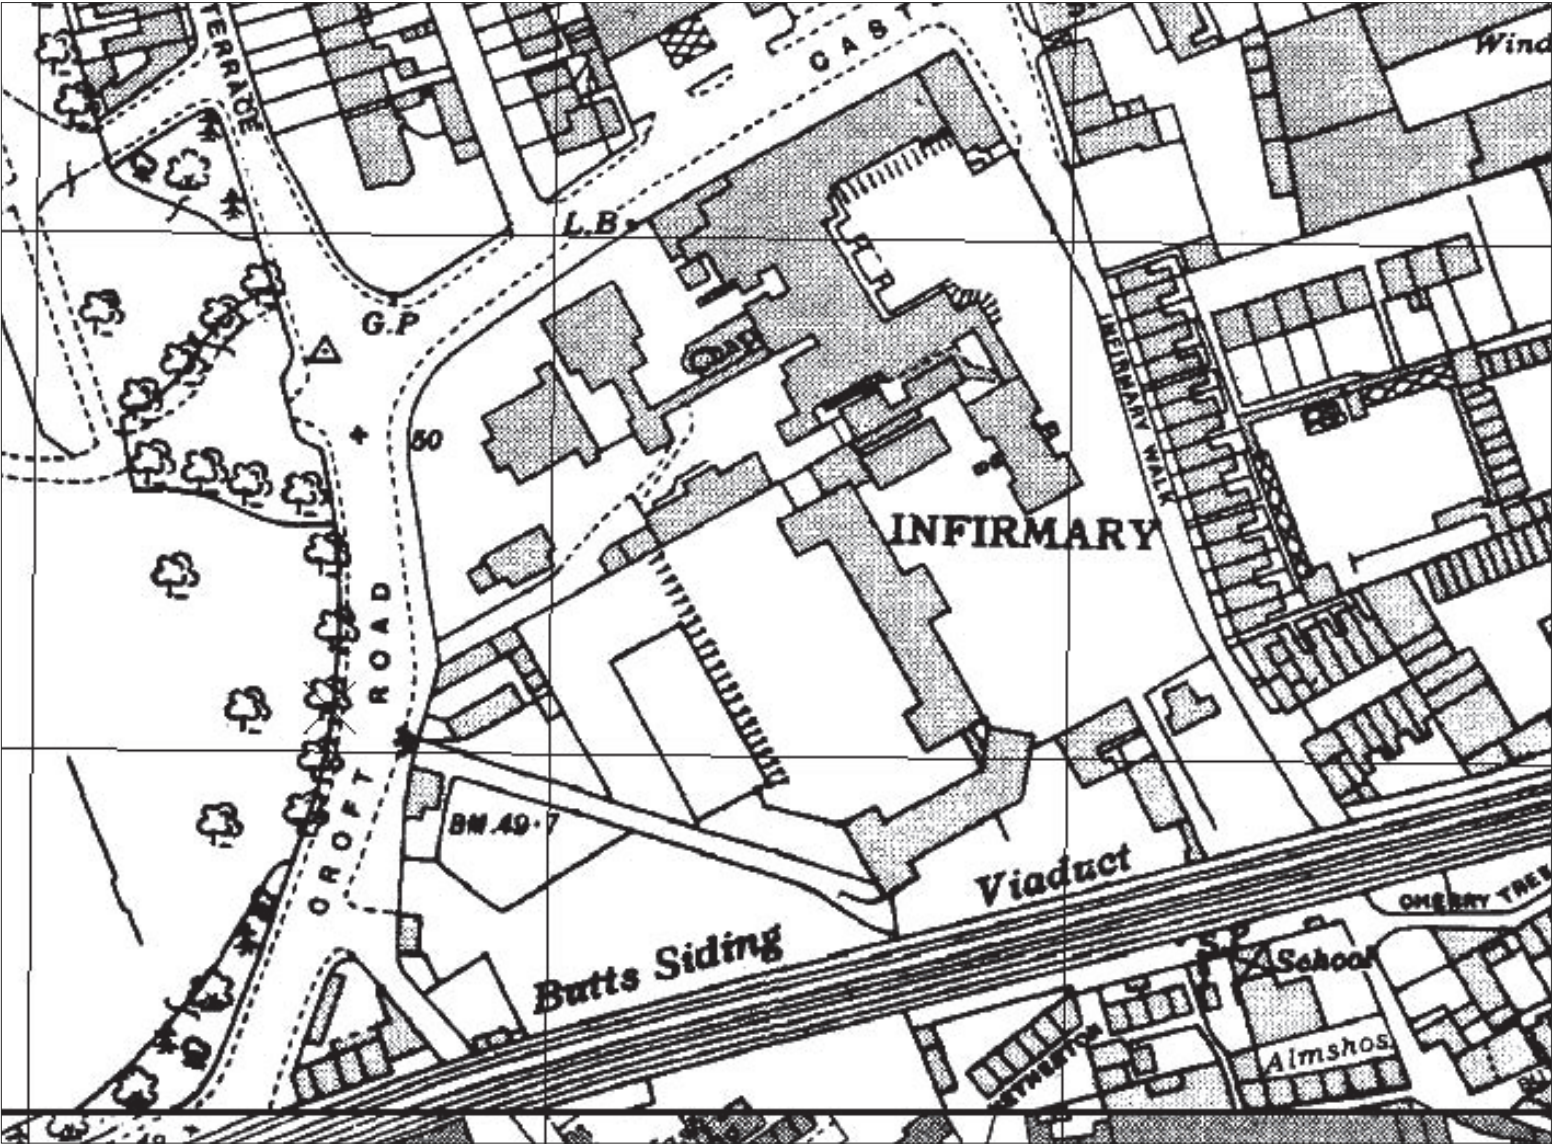 TERRACE
CAST
Wind
L.B
G.P
50
INFIRMARY WALK
INFIRMARY
CROFT ROAD
BM.49·7
Viaduct
Butts Siding
CHERRY TREE
S.P
School
Almshos.